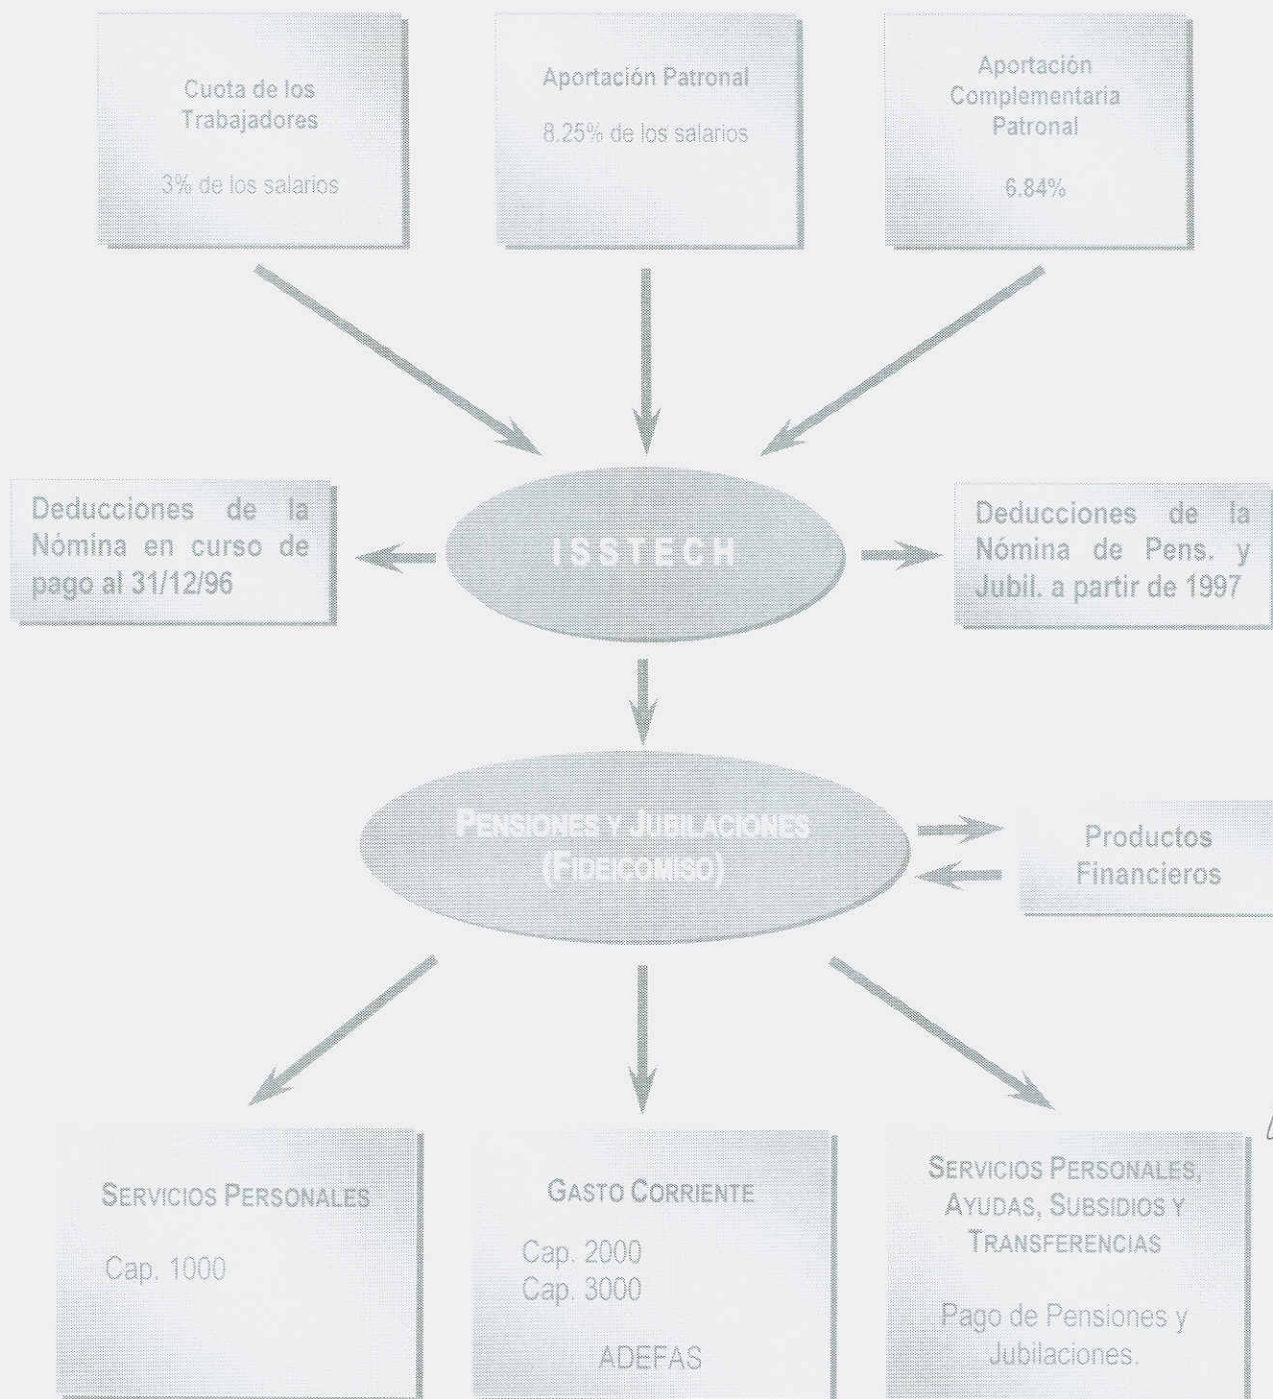 Cuota de los
Trabajadores
3% de los salarios
Aportación Patronal
8.25% de los salarios
Aportación
Complementaria
Patronal
6.84%
Deducciones de la
Nómina en curso de
pago al 31/12/96
ISSTECH
Deducciones de la
Nómina de Pens. y
Jubil. a partir de 1997
PENSIONES Y JUBILACIONES
(FIDEICOMISO)
Productos
Financieros
SERVICIOS PERSONALES
Cap. 1000
GASTO CORRIENTE
Cap. 2000
Cap. 3000
ADEFAS
SERVICIOS PERSONALES,
AYUDAS, SUBSIDIOS Y
TRANSFERENCIAS
Pago de Pensiones y
Jubilaciones.